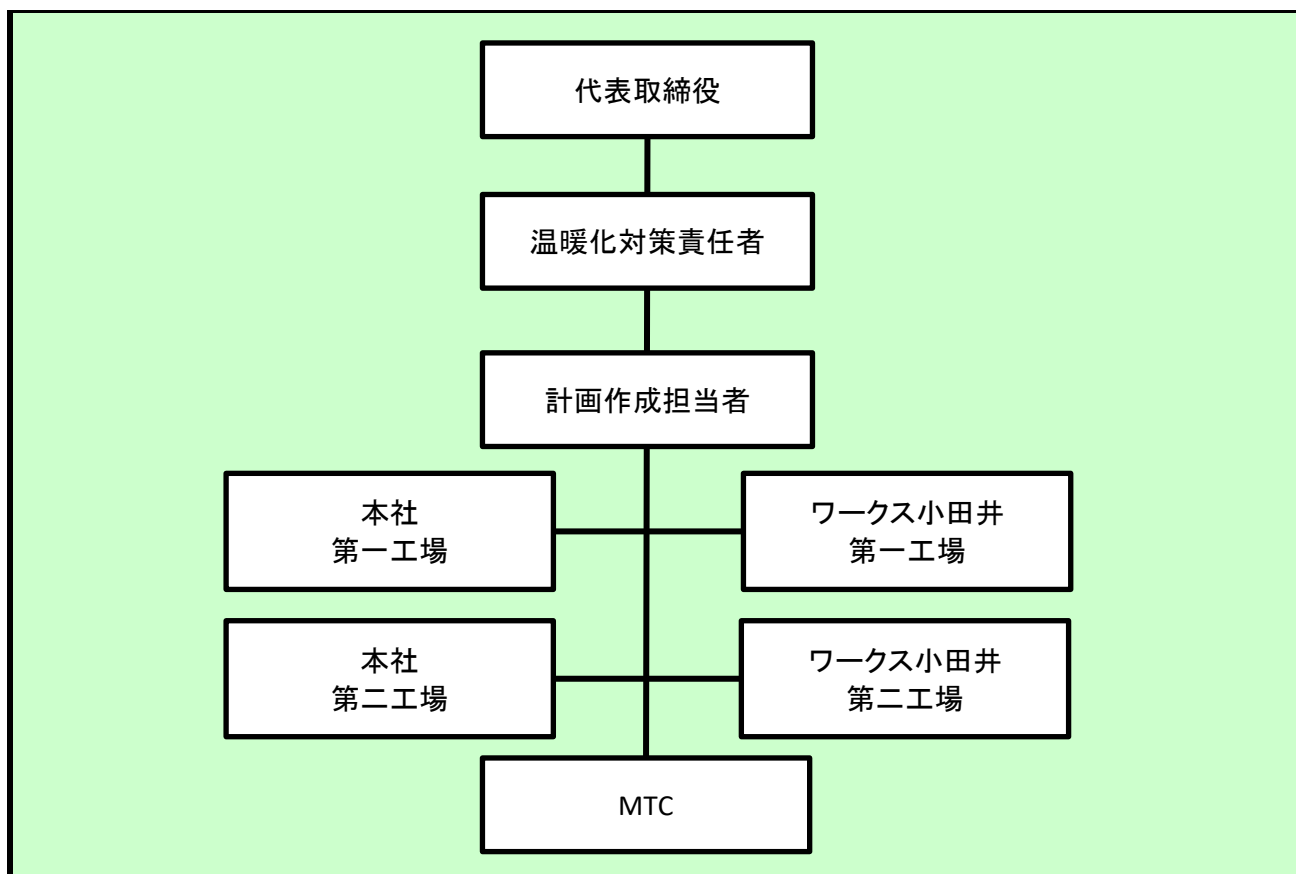 代表取締役
温暖化対策責任者
計画作成担当者
本社
第一工場
ワークス小田井
第一工場
本社
第二工場
ワークス小田井
第二工場
MTC